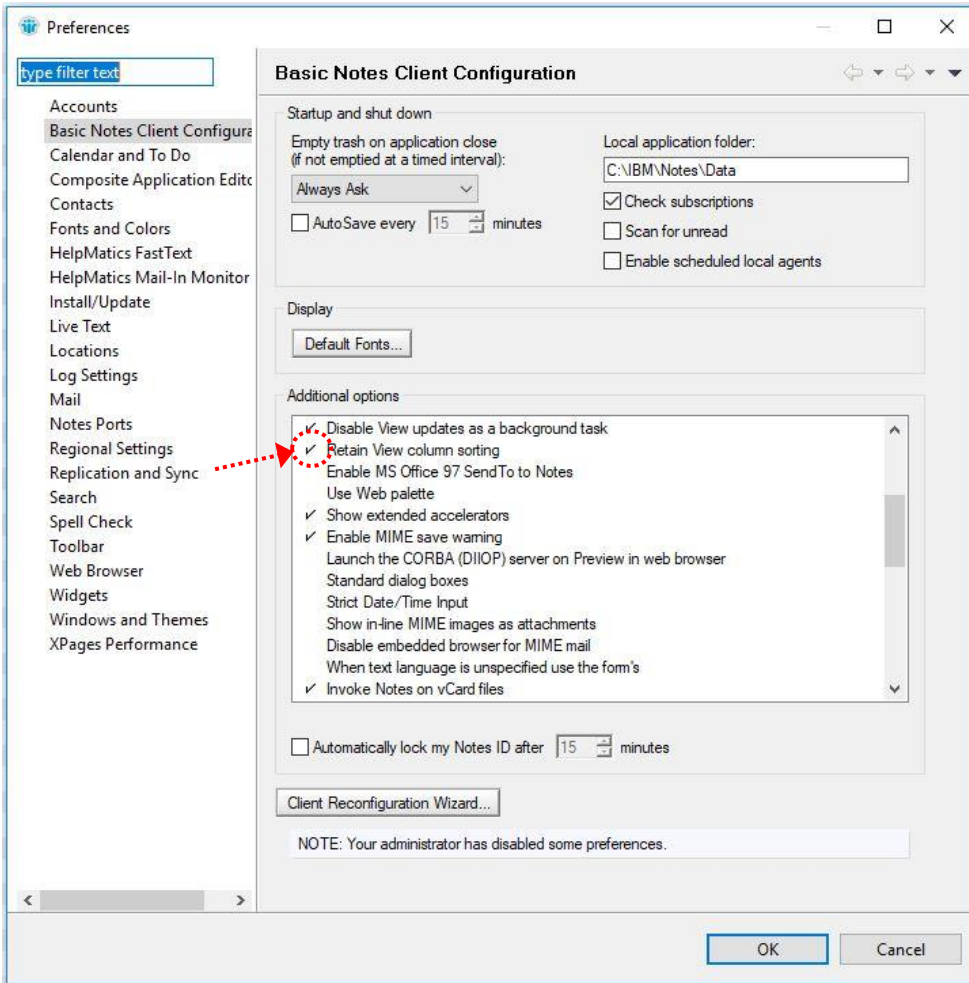 Preferences
type filter text
Accounts
Basic Notes Client Configura
Calendar and To Do
Composite Application Edito
Contacts
Fonts and Colors
HelpMatics FastText
HelpMatics Mail-In Monitor
Install/Update
Live Text
Locations
Log Settings
Mail
Notes Ports
Regional Settings
Replication and Sync
Search
Spell Check
Toolbar
Web Browser
Widgets
Windows and Themes
XPages Performance
Basic Notes Client Configuration
Startup and shut down
Empty trash on application close
(if not emptied at a timed interval):
Always Ask
AutoSave every 15 minutes
Local application folder:
C:\IBM\Notes\Data
Check subscriptions
Scan for unread
Enable scheduled local agents
Display
Default Fonts...
Additional options
Disable View updates as a background task
Retain View column sorting
Enable MS Office 97 SendTo to Notes
Use Web palette
Show extended accelerators
Enable MIME save warning
Launch the CORBA (DIIOP) server on Preview in web browser
Standard dialog boxes
Strict Date/Time Input
Show in-line MIME images as attachments
Disable embedded browser for MIME mail
When text language is unspecified use the form's
Invoke Notes on vCard files
Automatically lock my Notes ID after 15 minutes
Client Reconfiguration Wizard...
NOTE: Your administrator has disabled some preferences.
OK
Cancel